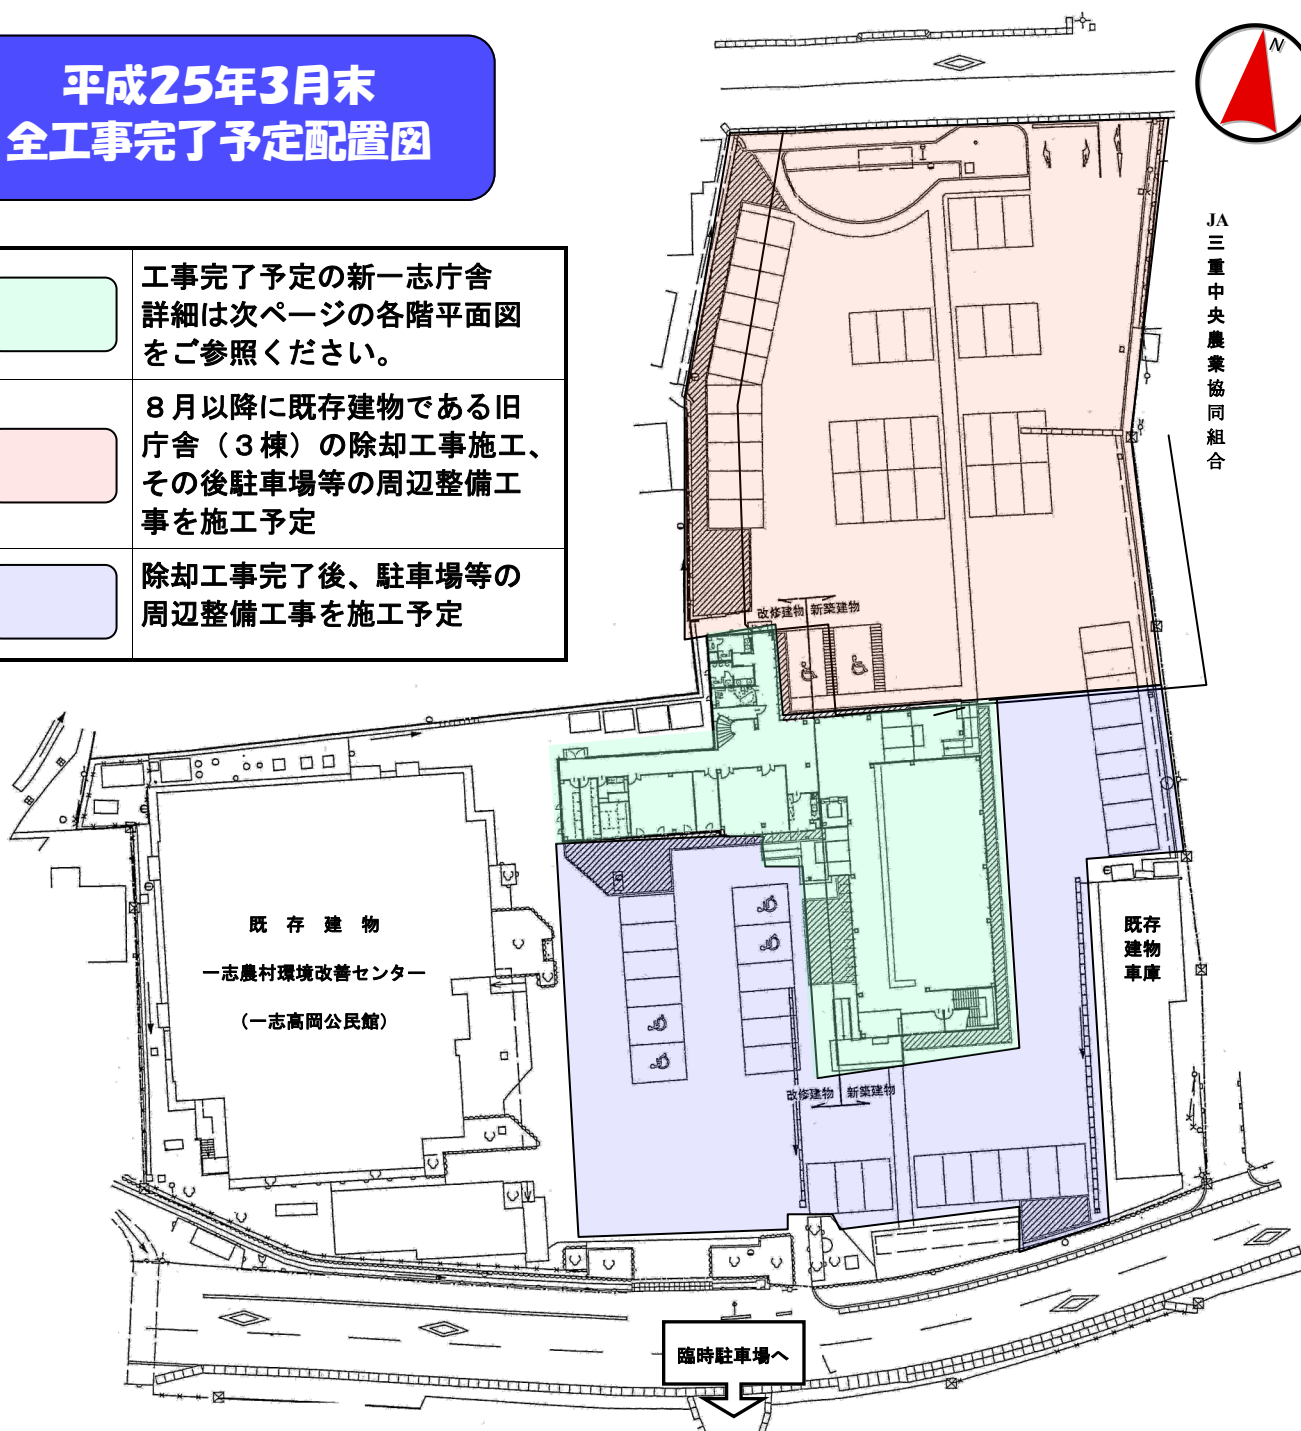 平成25年3月末
全工事完了予定配置図
N
工事完了予定の新一志庁舎
詳細は次ページの各階平面図
をご参照ください。
８月以降に既存建物である旧
庁舎（３棟）の除却工事施工、
その後駐車場等の周辺整備工
事を施工予定
除却工事完了後、駐車場等の
周辺整備工事を施工予定
JA三重中央農業協同組合
改修建物 新築建物
既存建物
一志農村環境改善センター
（一志高岡公民館）
既存
建物
車庫
改修建物 新築建物
臨時駐車場へ